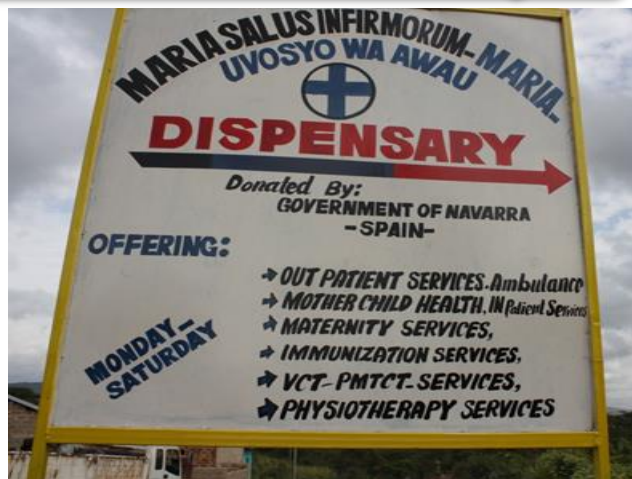 MARIA SALUS INFIRMORUM-MARIA-
UVOSYO WA AWAU
DISPENSARY
Donated By:
GOVERNMENT OF NAVARRA
-SPAIN-
OFFERING:
→ OUT PATIENT SERVICES. Ambulance
→ MOTHER CHILD HEALTH, IN Patient Services
→ MATERNITY SERVICES,
→ IMMUNIZATION SERVICES,
→ VCT-PMTCT-SERVICES,
→ PHYSIOTHERAPY SERVICES
MONDAY-
SATURDAY